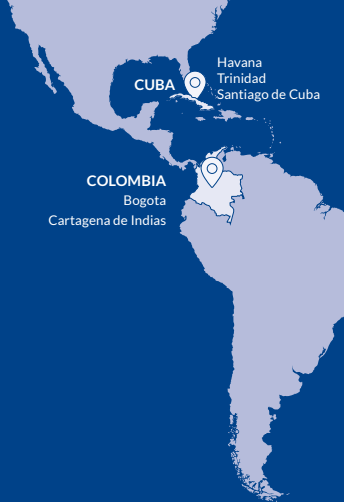 CUBA
Havana
Trinidad
Santiago de Cuba
COLOMBIA
Bogota
Cartagena de Indias